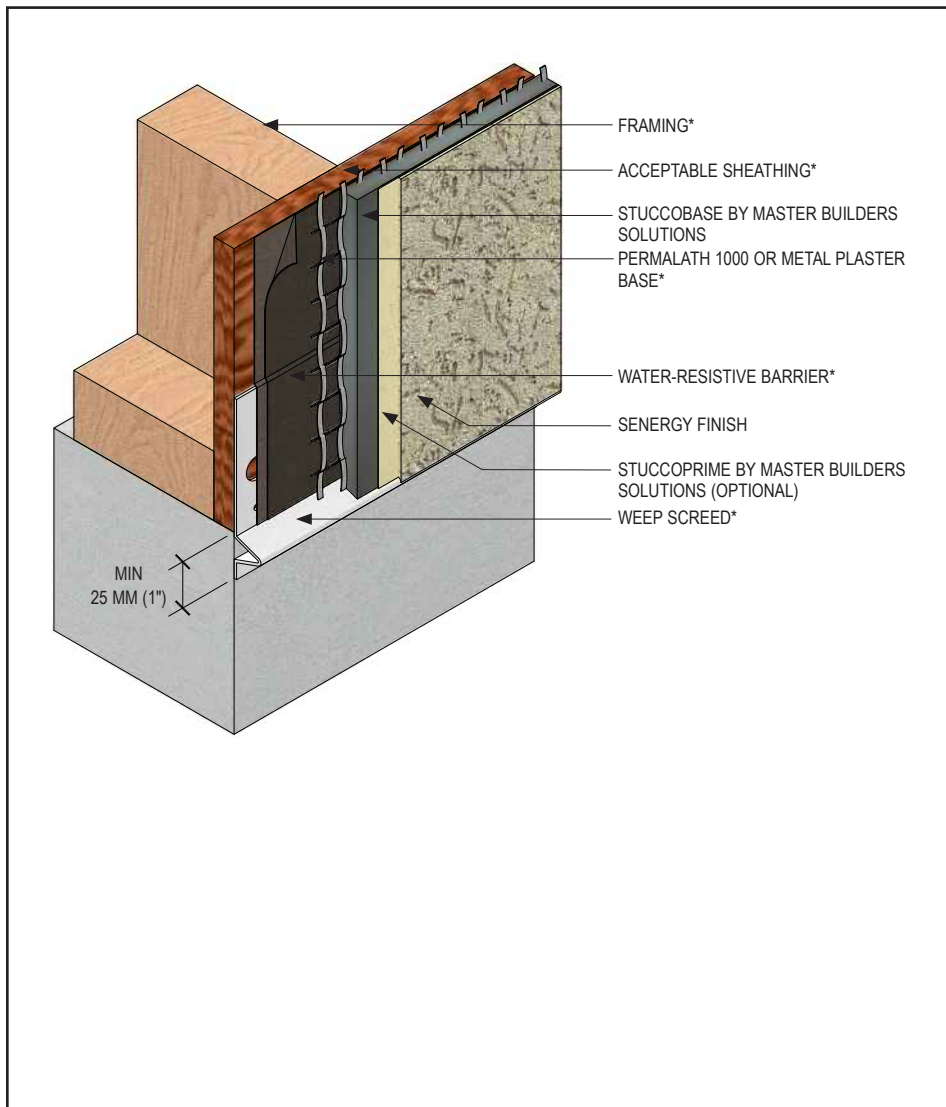 FRAMING*
ACCEPTABLE SHEATHING*
STUCCOBASE BY MASTER BUILDERS
SOLUTIONS
PERMALATH 1000 OR METAL PLASTER
BASE*
WATER-RESISTIVE BARRIER*
SENERGY FINISH
STUCCOPRIME BY MASTER BUILDERS
SOLUTIONS (OPTIONAL)
WEEP SCREED*
MIN
25 MM (1")